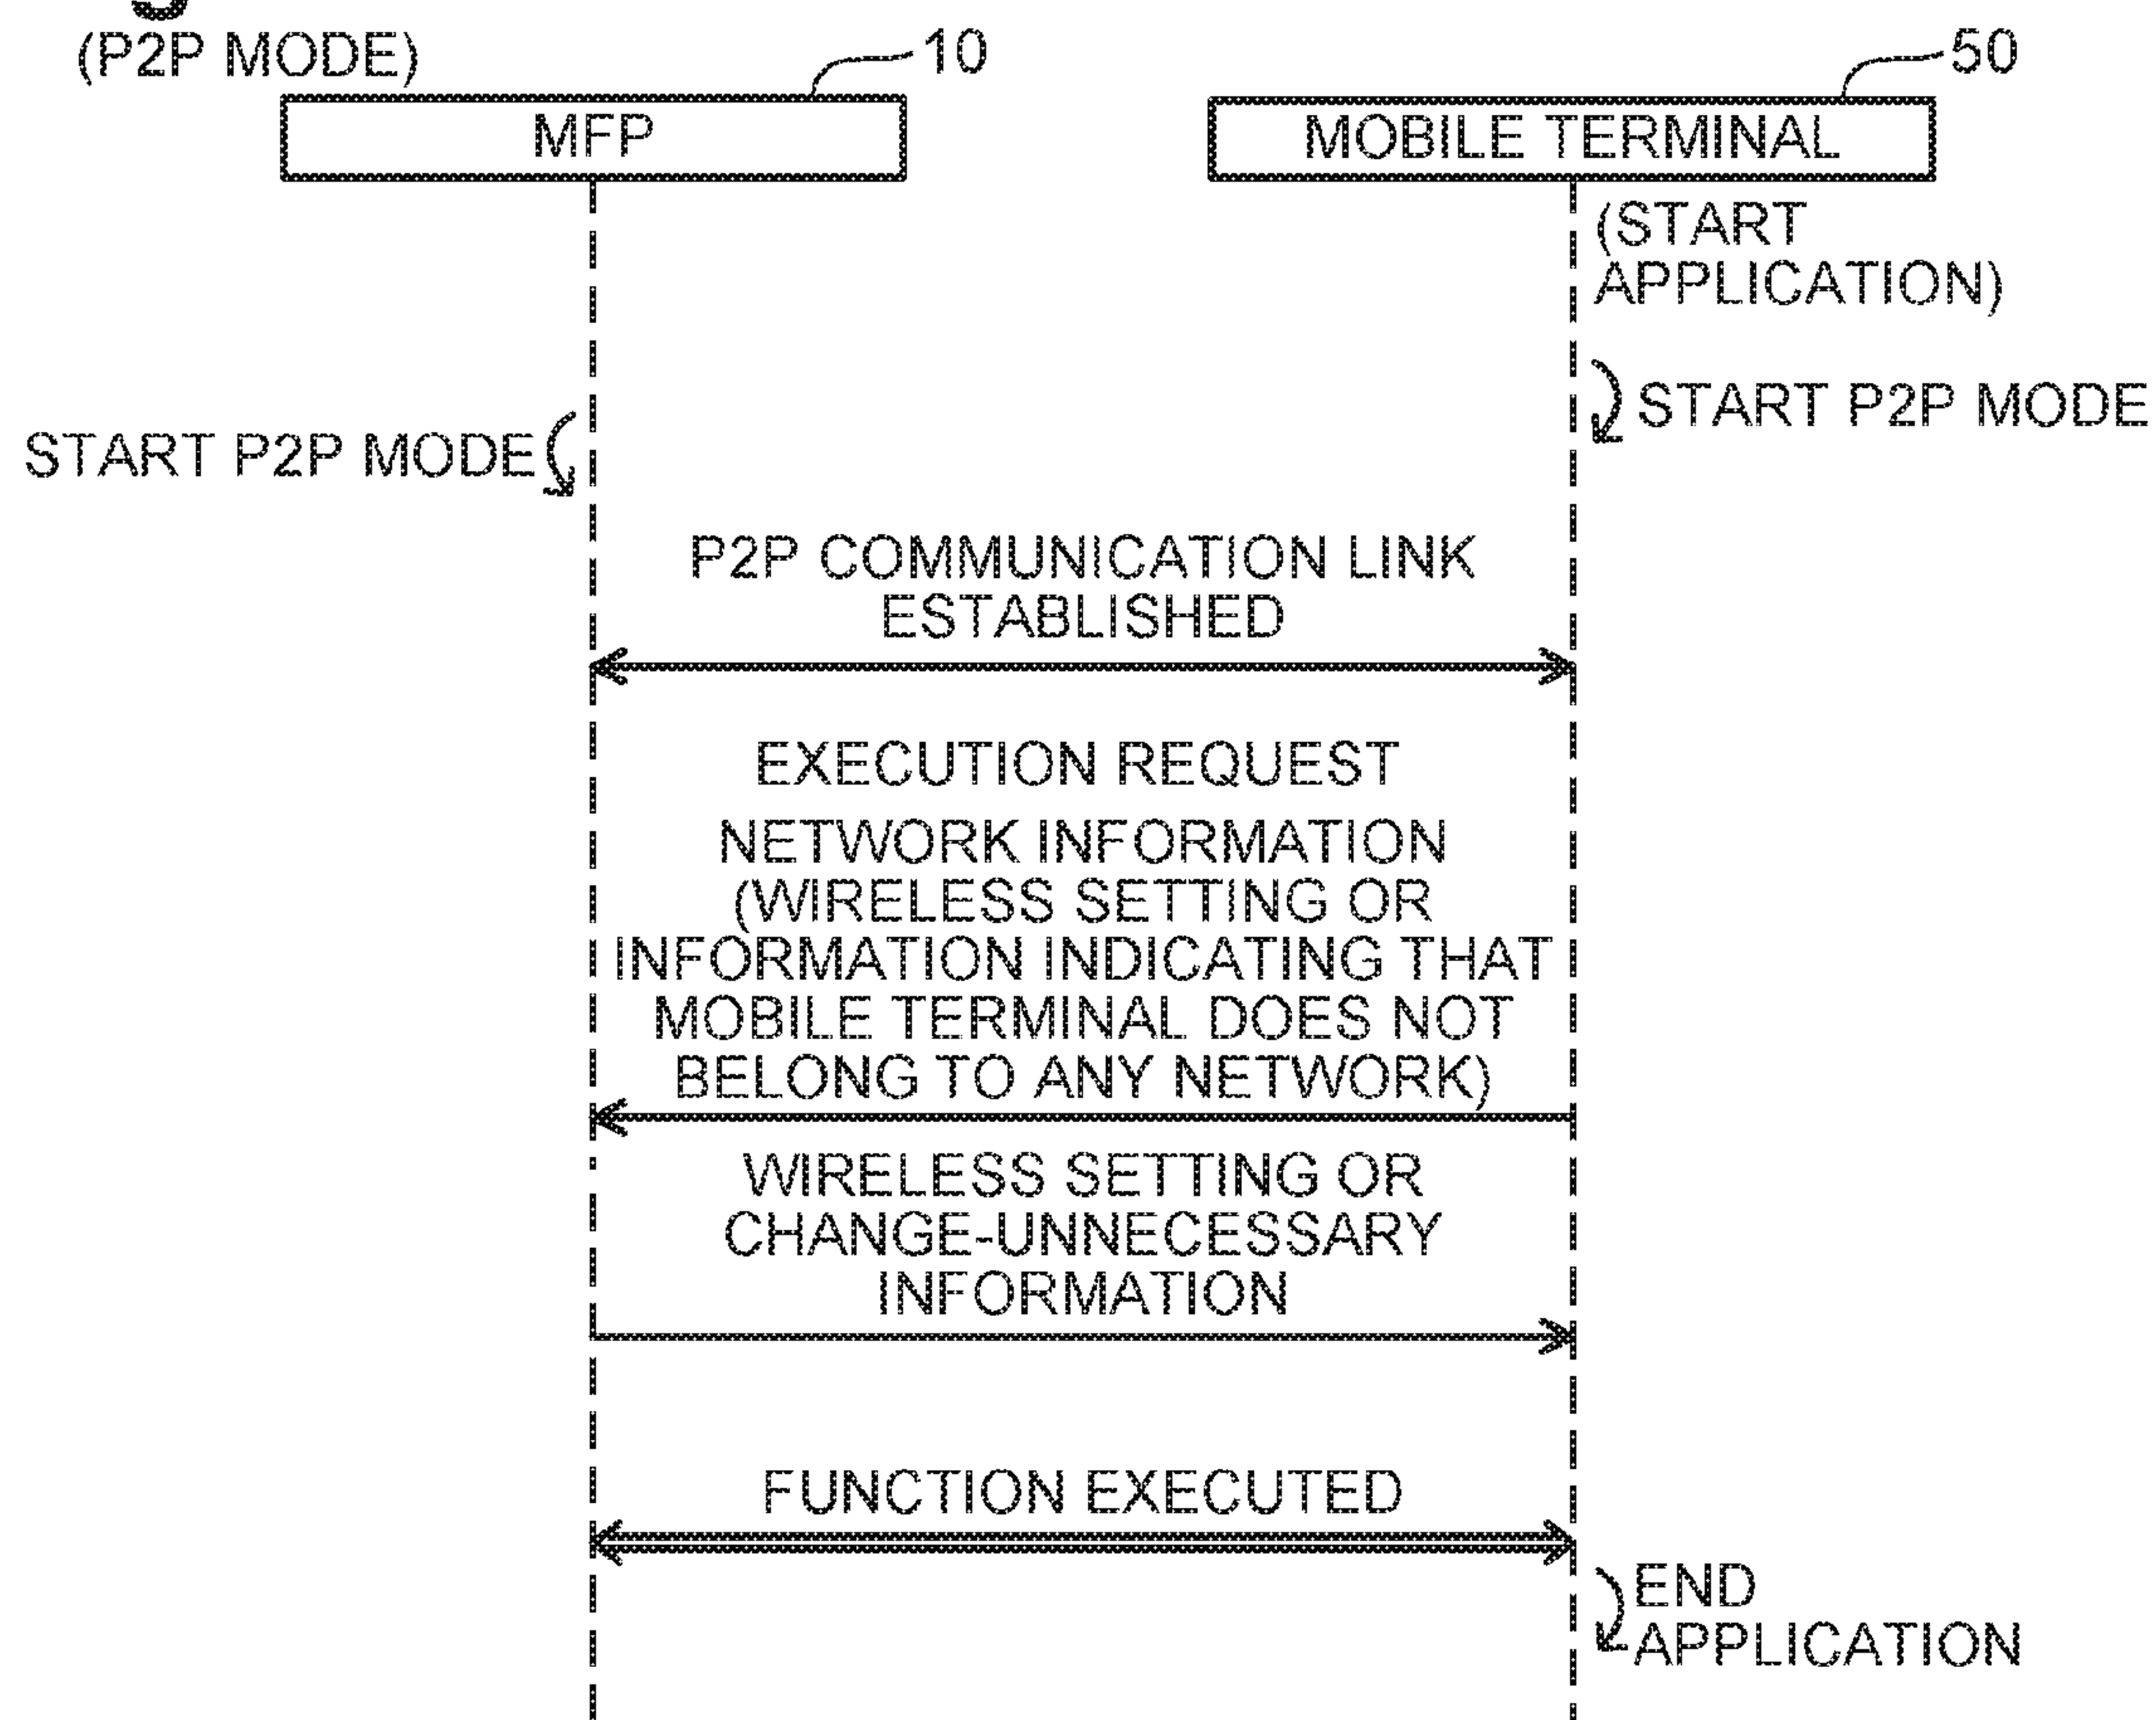 (P2P MODE)
10
50
MFP
MOBILE TERMINAL
(START
APPLICATION)
START P2P MODE
START P2P MODE
P2P COMMUNICATION LINK
ESTABLISHED
EXECUTION REQUEST
NETWORK INFORMATION
(WIRELESS SETTING OR
INFORMATION INDICATING THAT
MOBILE TERMINAL DOES NOT
BELONG TO ANY NETWORK)
WIRELESS SETTING OR
CHANGE-UNNECESSARY
INFORMATION
FUNCTION EXECUTED
END
APPLICATION